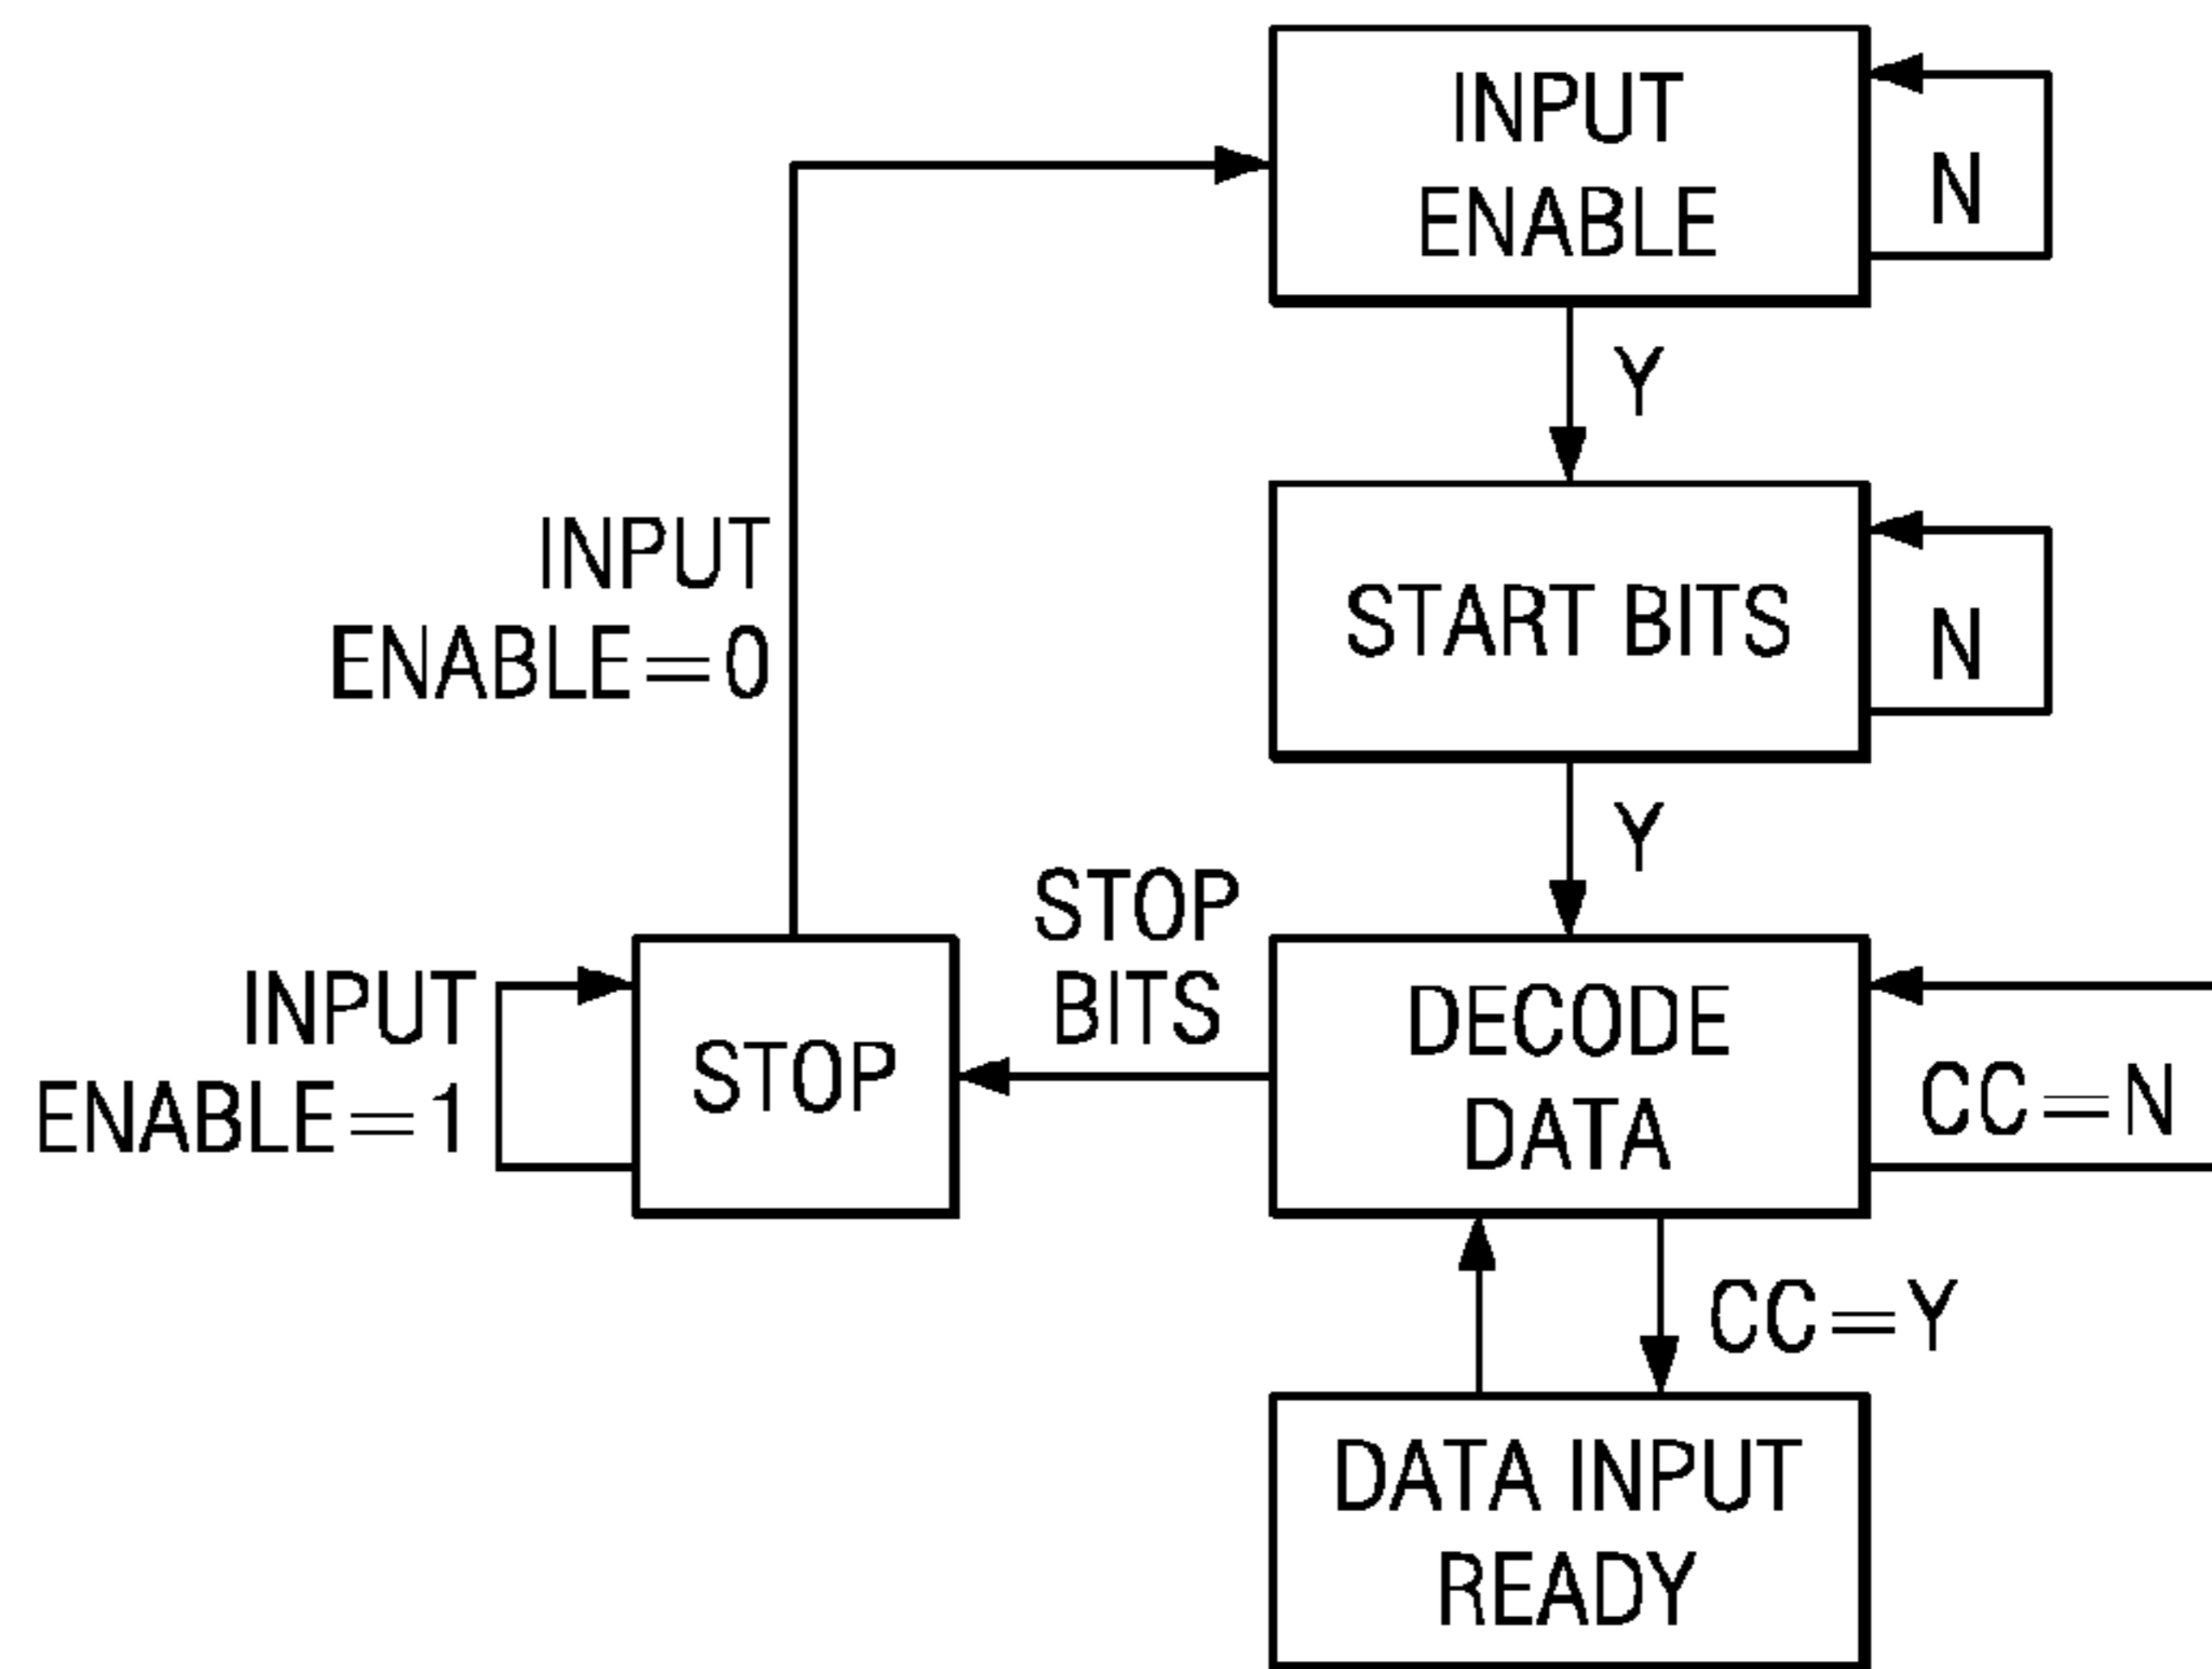 INPUT
ENABLE
N
Y
INPUT
ENABLE=0
START BITS
N
Y
STOP
BITS
INPUT
ENABLE=1
STOP
DECODE
DATA
CC=N
CC=Y
DATA INPUT
READY